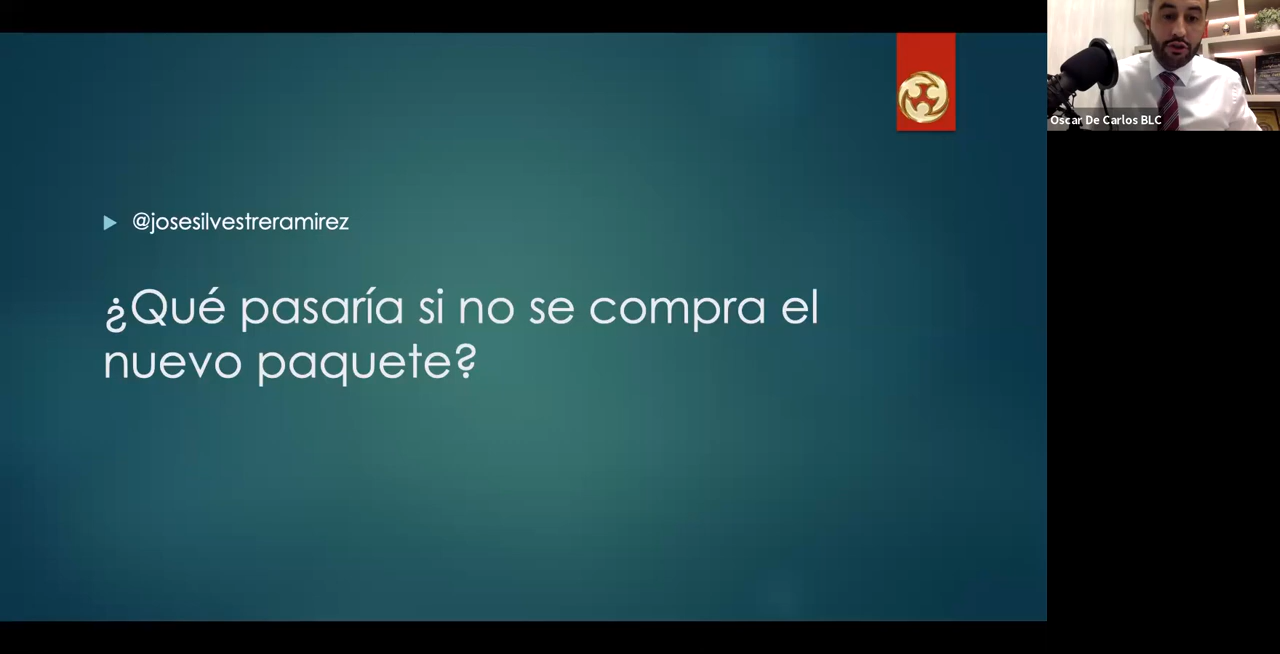 @josesilvestreramirez
¿Qué pasaría si no se compra el
nuevo paquete?
Oscar De Carlos BLC